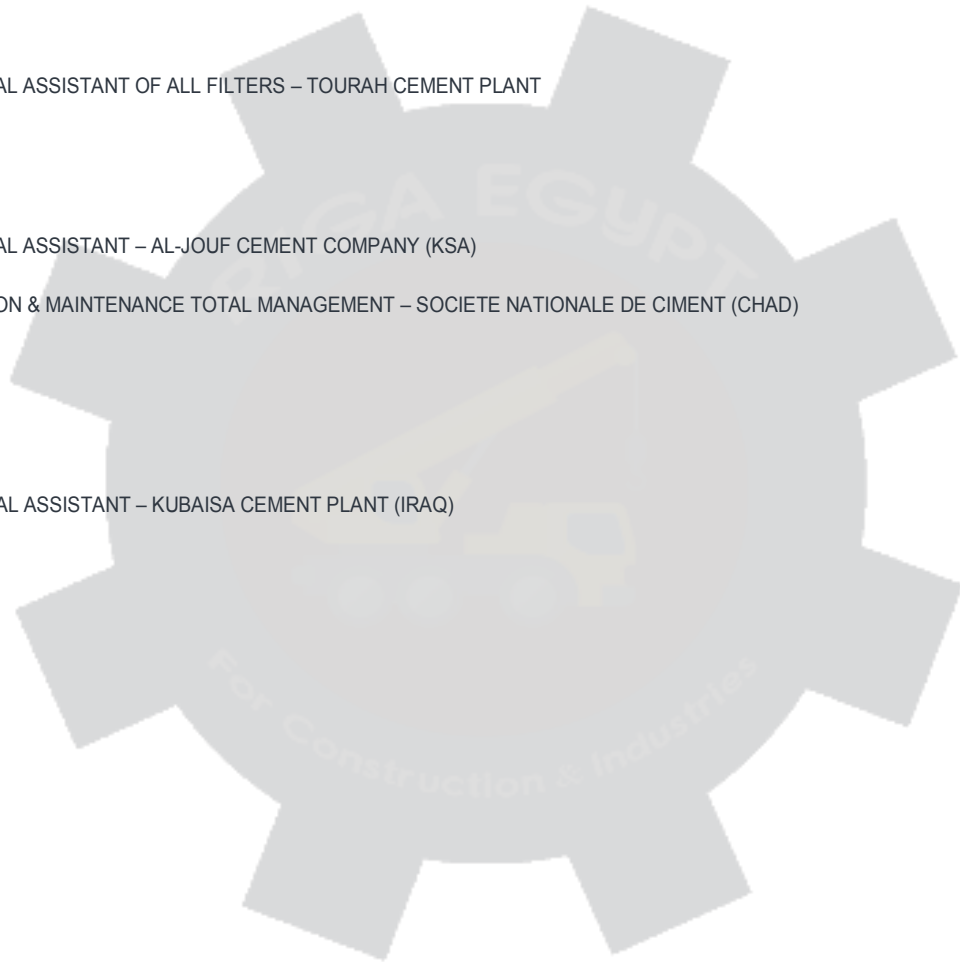 AL ASSISTANT OF ALL FILTERS – TOURAH CEMENT PLANT
RIGA EGYPT
AL ASSISTANT – AL-JOUF CEMENT COMPANY (KSA)
ON & MAINTENANCE TOTAL MANAGEMENT – SOCIETE NATIONALE DE CIMENT (CHAD)
AL ASSISTANT – KUBAISA CEMENT PLANT (IRAQ)
For Construction & Industries